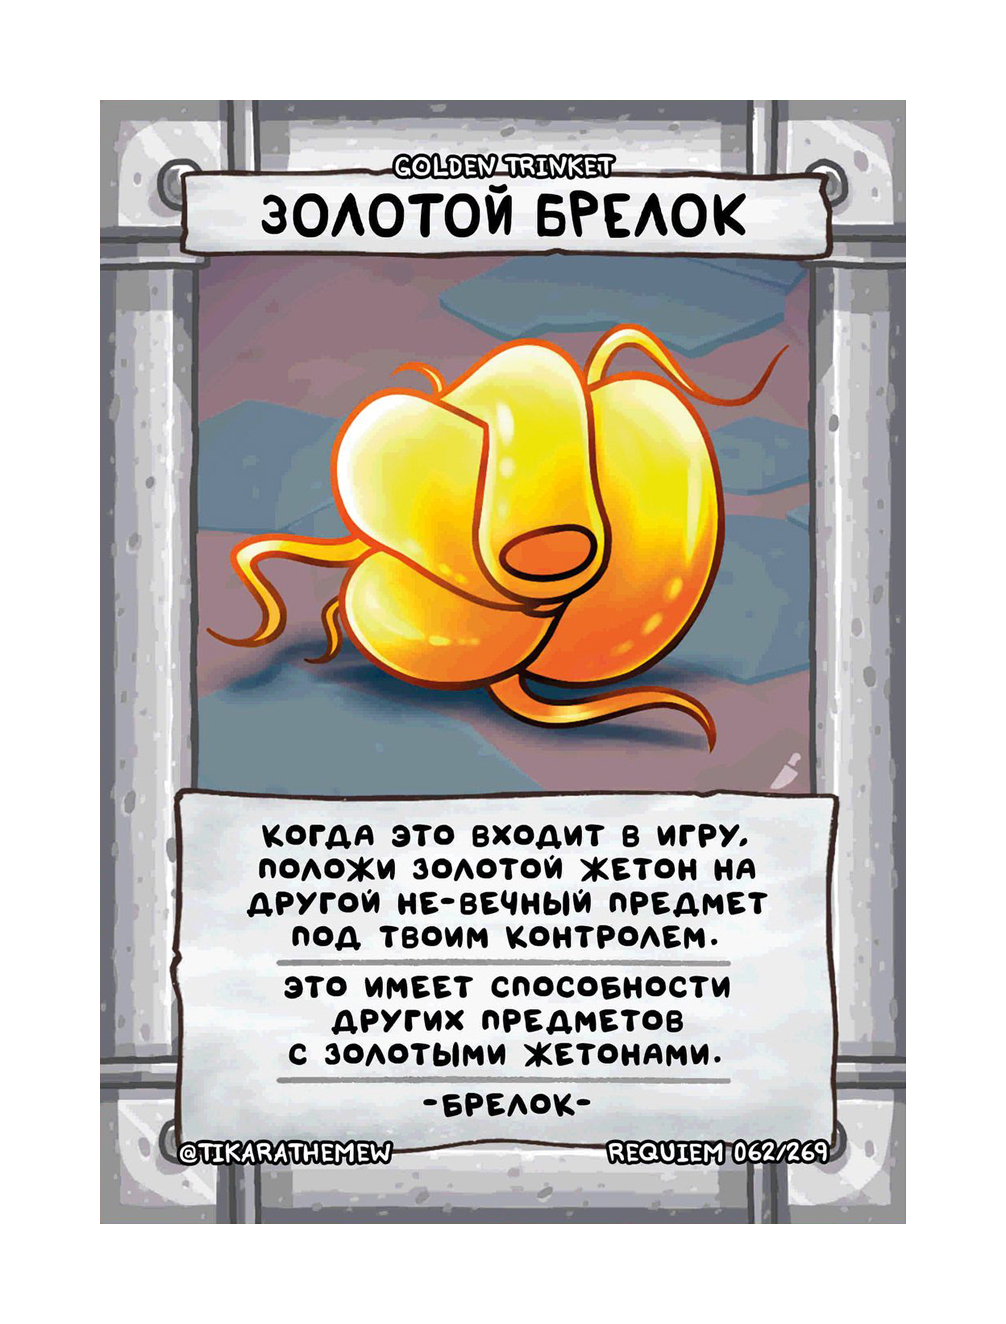 GOLDEN TRINKET
ЗОЛОТОЙ БРЕЛОК
КОГДА ЭТО ВХОДИТ В ИГРУ,
ПОЛОЖИ ЗОЛОТОЙ ЖЕТОН НА
ДРУГОЙ НЕ-ВЕЧНЫЙ ПРЕДМЕТ
ПОД ТВОИМ КОНТРОЛЕМ.
ЭТО ИМЕЕТ СПОСОБНОСТИ
ДРУГИХ ПРЕДМЕТОВ
С ЗОЛОТЫМИ ЖЕТОНАМИ.
-БРЕЛОК-
@TIKARATHEMEW
REQUIEM 062/269